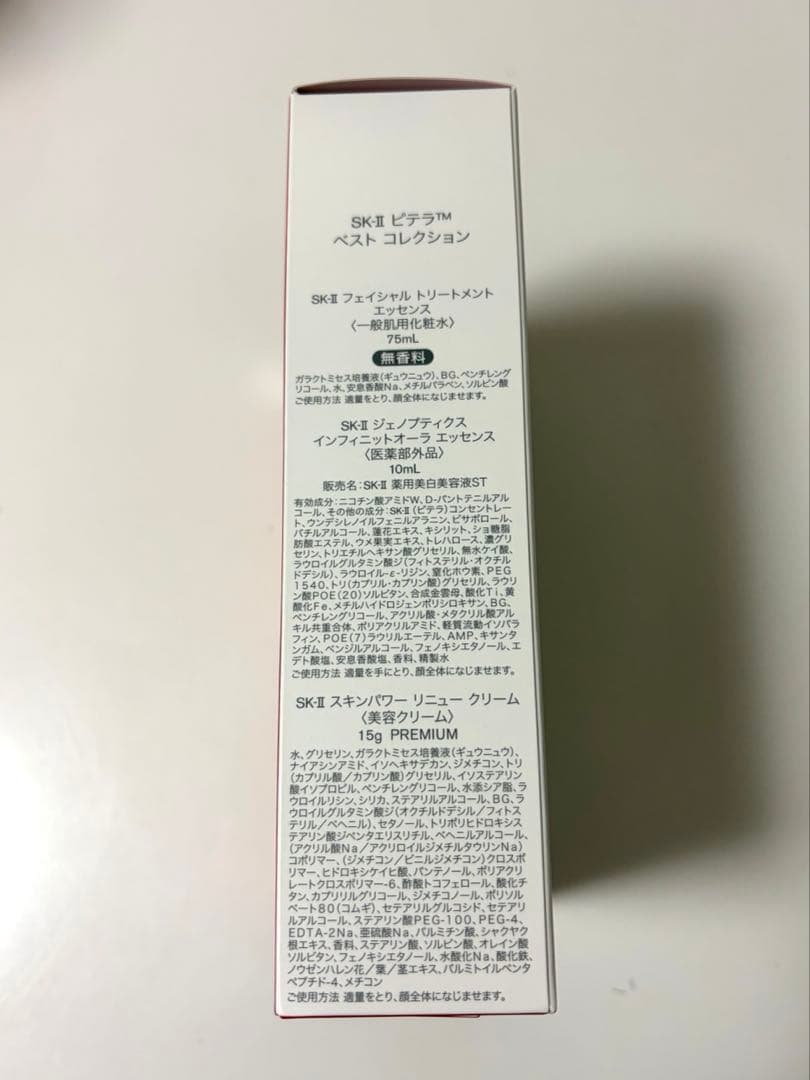 SK-II ピテラ™
ベスト コレクション
SK-II フェイシャル トリートメント
エッセンス
〈一般肌用化粧水〉
75mL
無香料
ガラクトミセス培養液(ギュウニュウ)、BG、ペンチレング
リコール、水、安息香酸Na、メチルパラベン、ソルビン酸
ご使用方法 適量をとり、顔全体になじませます。
SK-II ジェノプティクス
インフィニットオーラ エッセンス
〈医薬部外品〉
10mL
販売名:SK-II 薬用美白美容液ST
有効成分:ニコチン酸アミドW、D-パントテニルアル
コール、その他の成分:SK-II(ピテラ)コンセントレー
ト、ウンデシレノイルフェニルアラニン、ビサボロール、
バチルアルコール、蓮花エキス、キシリット、ショ糖脂
肪酸エステル、ウメ果実エキス、トレハロース、濃グリ
セリン、トリエチルヘキサン酸グリセリル、無水ケイ酸、
ラウロイルグルタミン酸ジ(フィトステリル・オクチル
ドデシル)、ラウロイル-ε-リジン、窒化ホウ素、PEG
1540、トリ(カプリル・カプリン酸)グリセリル、ラウリ
ン酸POE(20)ソルビタン、合成金雲母、酸化Ti、黄
酸化Fe、メチルハイドロジェンポリシロキサン、BG、
ペンチレングリコール、アクリル酸・メタクリル酸アル
キル共重合体、ポリアクリルアミド、軽質流動イソパラ
フィン、POE(7)ラウリルエーテル、AMP、キサンタ
ンガム、ベンジルアルコール、フェノキシエタノール、エ
デト酸塩、安息香酸塩、香料、精製水
ご使用方法 適量を手にとり、顔全体になじませます。
SK-II スキンパワー リニュー クリーム
〈美容クリーム〉
15g PREMIUM
水、グリセリン、ガラクトミセス培養液(ギュウニュウ)、
ナイアシンアミド、イソヘキサデカン、ジメチコン、トリ
(カプリル酸/カプリン酸)グリセリル、イソステアリン
酸イソプロピル、ペンチレングリコール、水添シア脂、ラ
ウロイルリシン、シリカ、ステアリルアルコール、BG、ラ
ウロイルグルタミン酸ジ(オクチルドデシル/フィトス
テリル/ベヘニル)、セタノール、トリポリヒドロキシス
テアリン酸ジペンタエリスリチル、ベヘニルアルコール、
(アクリル酸Na/アクリロイルジメチルタウリンNa)
コポリマー、(ジメチコン/ビニルジメチコン)クロスポ
リマー、ヒドロキシケイヒ酸、パンテノール、ポリアクリ
レートクロスポリマー-6、酢酸トコフェロール、酸化チ
タン、カプリリルグリコール、ジメチコノール、ポリソル
ベート80(コムギ)、セテアリルグルコシド、セテアリ
ルアルコール、ステアリン酸PEG-100、PEG-4、
EDTA-2Na、亜硫酸Na、パルミチン酸、シャクヤク
根エキス、香料、ステアリン酸、ソルビン酸、オレイン酸
ソルビタン、フェノキシエタノール、水酸化Na、酸化鉄、
ノウゼンハレン花/葉/茎エキス、パルミトイルペンタ
ペプチド-4、メチコン
ご使用方法 適量をとり、顔全体になじませます。